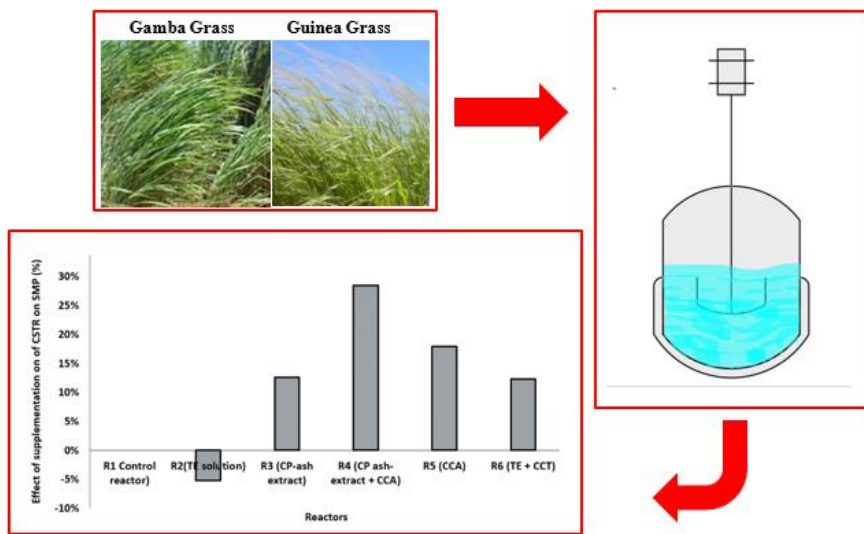 Gamba Grass Guinea Grass
Effect of supplementation on of CSTR on SMP (%)
30%
25%
20%
15%
10%
5%
0%
-5%
-10%
R1 Control reactor)
R2(TE solution)
R3 (CP-ash
extract)
R4 (CP ash-
extract + CCA)
R5 (CCA)
R6 (TE + CCT)
Reactors